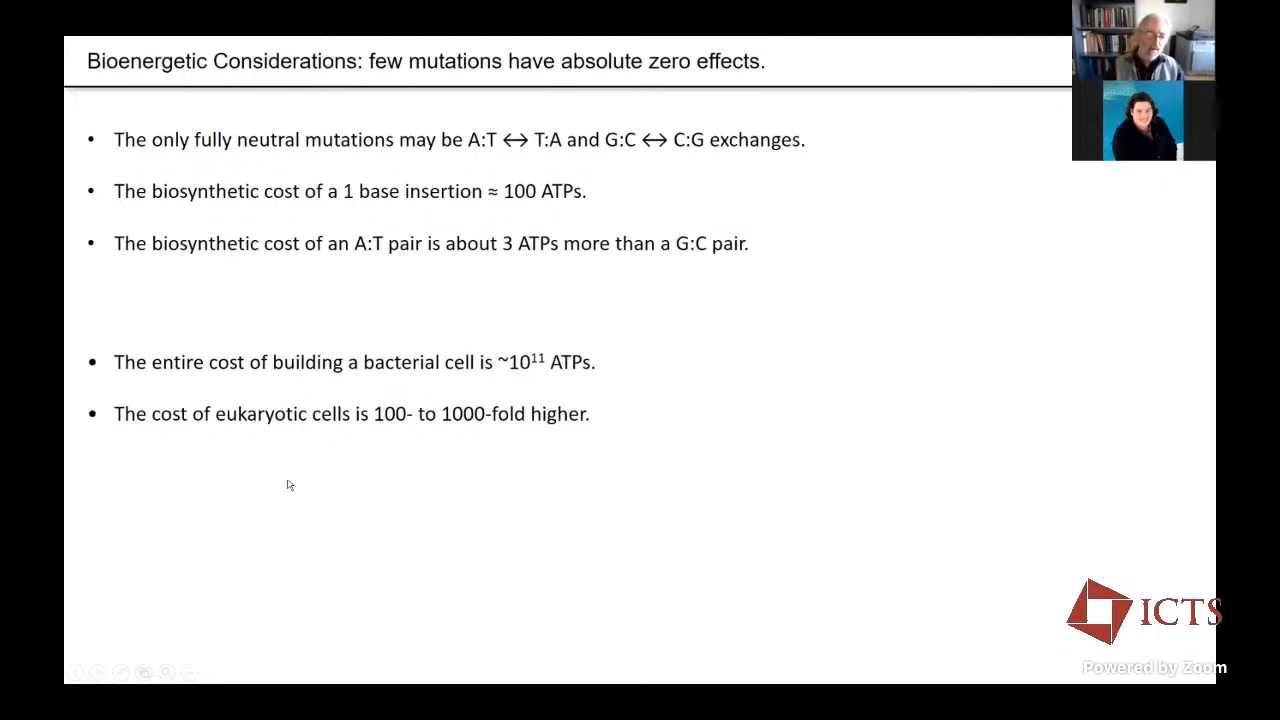 Bioenergetic Considerations: few mutations have absolute zero effects.
• The only fully neutral mutations may be A:T ↔ T:A and G:C ↔ C:G exchanges.
• The biosynthetic cost of a 1 base insertion ≈ 100 ATPs.
• The biosynthetic cost of an A:T pair is about 3 ATPs more than a G:C pair.
• The entire cost of building a bacterial cell is ~10¹¹ ATPs.
• The cost of eukaryotic cells is 100- to 1000-fold higher.
ICTS
Powered by Zoom